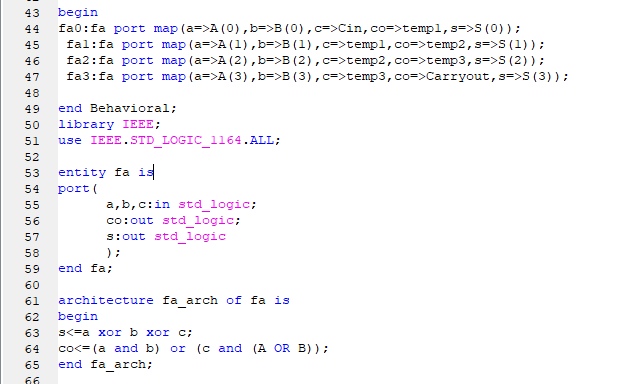 43 begin
44 fa0:fa port map(a=>A(0),b=>B(0),c=>Cin,co=>temp1,s=>S(0));
45  fa1:fa port map(a=>A(1),b=>B(1),c=>temp1,co=>temp2,s=>S(1));
46  fa2:fa port map(a=>A(2),b=>B(2),c=>temp2,co=>temp3,s=>S(2));
47  fa3:fa port map(a=>A(3),b=>B(3),c=>temp3,co=>Carryout,s=>S(3));
48
49 end Behavioral;
50 library IEEE;
51 use IEEE.STD_LOGIC_1164.ALL;
52
53 entity fa is
54 port(
55       a,b,c:in std_logic;
56       co:out std_logic;
57       s:out std_logic
58       );
59 end fa;
60
61 architecture fa_arch of fa is
62 begin
63 s<=a xor b xor c;
64 co<=(a and b) or (c and (A OR B));
65 end fa_arch;
66